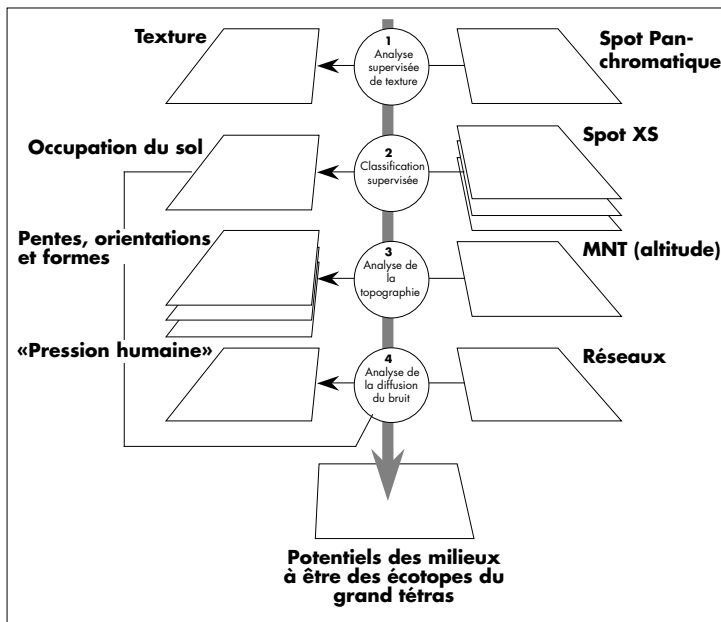 Texture
1
Analyse
supervisée
de texture
Spot Pan-
chromatique
Occupation du sol
2
Classification
supervisée
Spot XS
Pentes, orientations
et formes
3
Analyse de
la
topographie
MNT (altitude)
«Pression humaine»
4
Analyse de
la diffusion
du bruit
Réseaux
Potentiels des milieux
à être des écotopes du
grand tétras